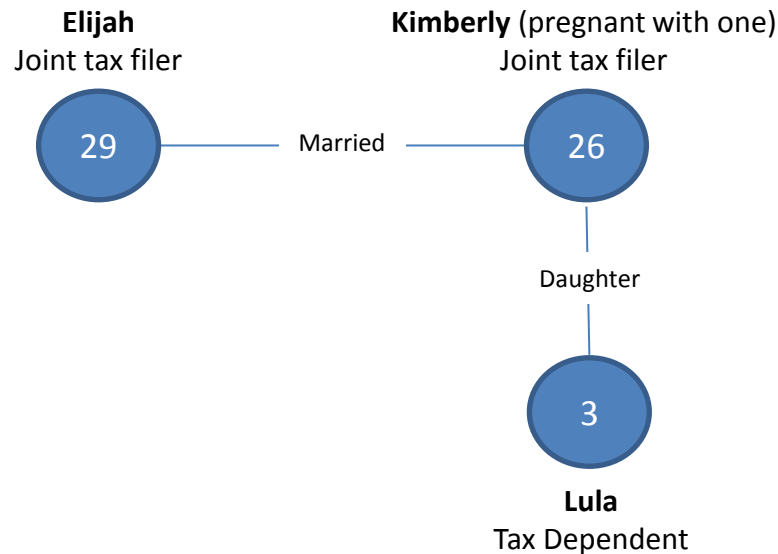 Elijah
Joint tax filer
Kimberly (pregnant with one)
Joint tax filer
29
Married
26
Daughter
3
Lula
Tax Dependent